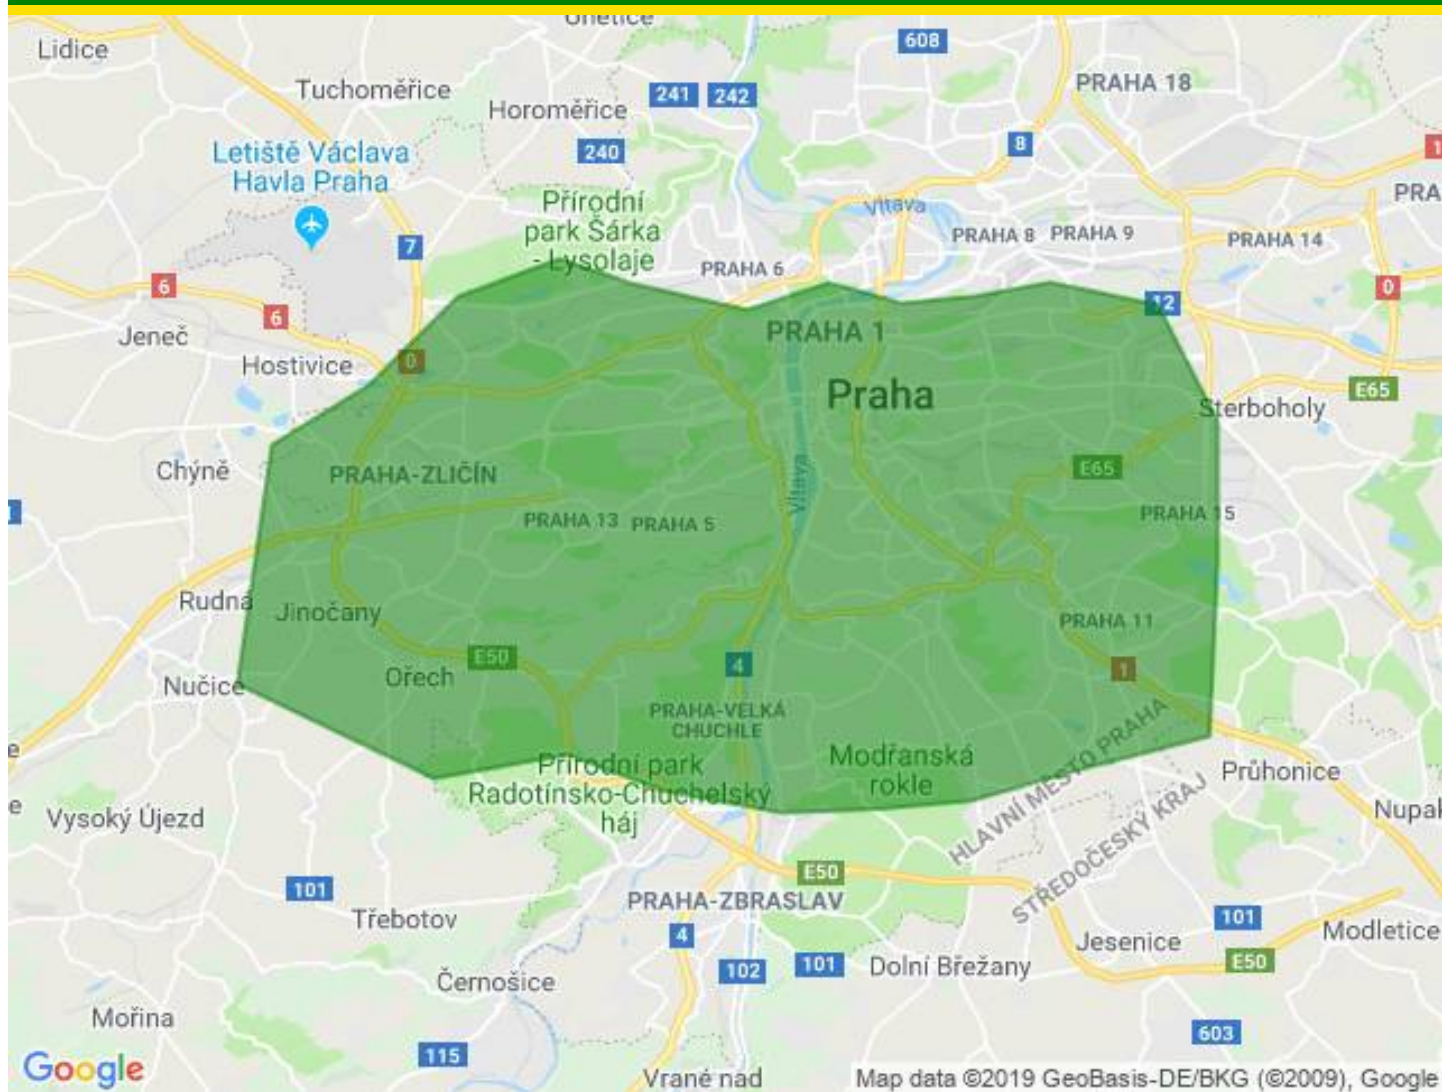 Únětice
608
Lidice
PRAHA 18
Tuchoměřice
241
242
Horoměřice
8
240
Letiště Václava
Havla Praha
Přírodní
park Šárka
- Lysolaje
Vltava
PRA
7
PRAHA 8
PRAHA 9
PRAHA 14
PRAHA 6
6
0
12
6
PRAHA 1
Jeneč
Hostivice
0
Praha
E65
Sterboholy
Chýně
PRAHA-ZLIČÍN
E65
Vltava
PRAHA 13
PRAHA 5
PRAHA 15
Rudná
Jinočany
PRAHA 11
E50
4
1
Ořech
Nučice
PRAHA-VELKÁ
CHUCHLE
HLAVNÍ MĚSTO PRAHA
STŘEDOČESKÝ KRAJ
Přírodní park
Radotínsko-Chuchelský
háj
Modřanská
rokle
Průhonice
Vysoký Újezd
Nupak
E50
101
PRAHA-ZBRASLAV
Třebotov
101
Modletice
4
Jesenice
E50
102
101
Dolní Břežany
Černošice
Mořina
603
115
Google
Vrané nad
Map data ©2019 GeoBasis-DE/BKG (©2009), Google